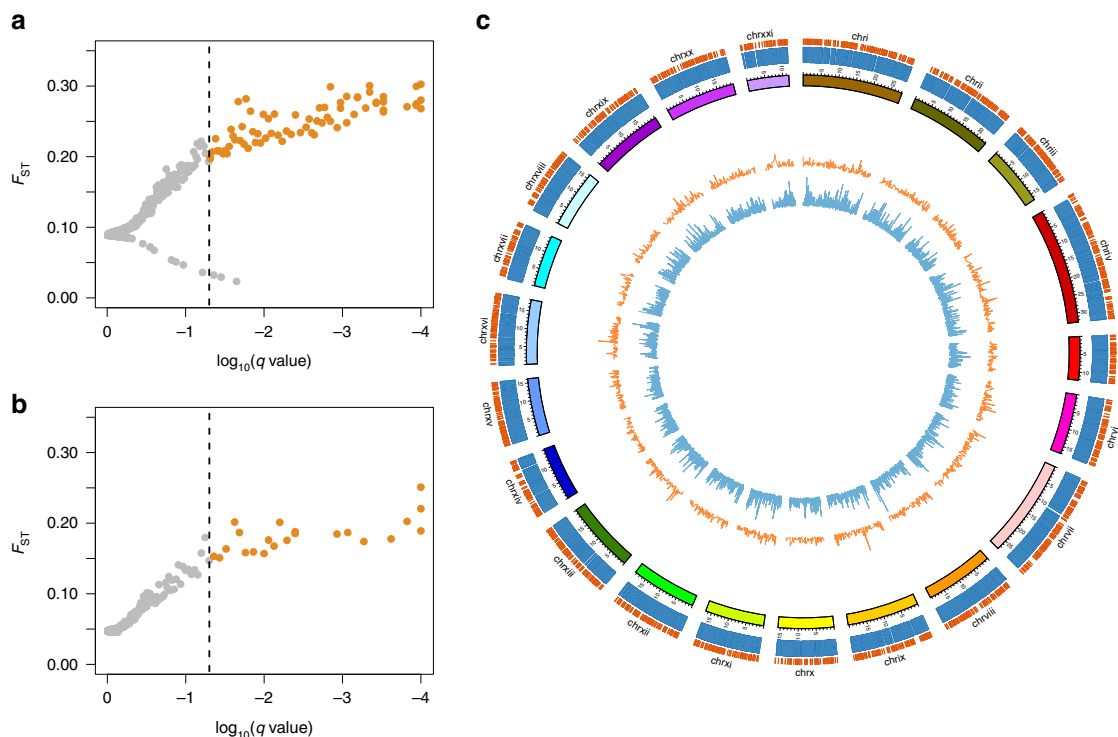 a
0.30
0.20
0.10
0.00
F_ST
0 –1 –2 –3 –4
log10(q value)
b
0.30
0.20
0.10
0.00
F_ST
0 –1 –2 –3 –4
log10(q value)
c
chri
chrii
chriii
chriv
chrvi
chrvii
chrviii
chrix
chrx
chrxi
chrxii
chrxiii
chrxiv
chrxv
chrxvi
chrxvii
chrxviii
chrxix
chrxx
chrxxi